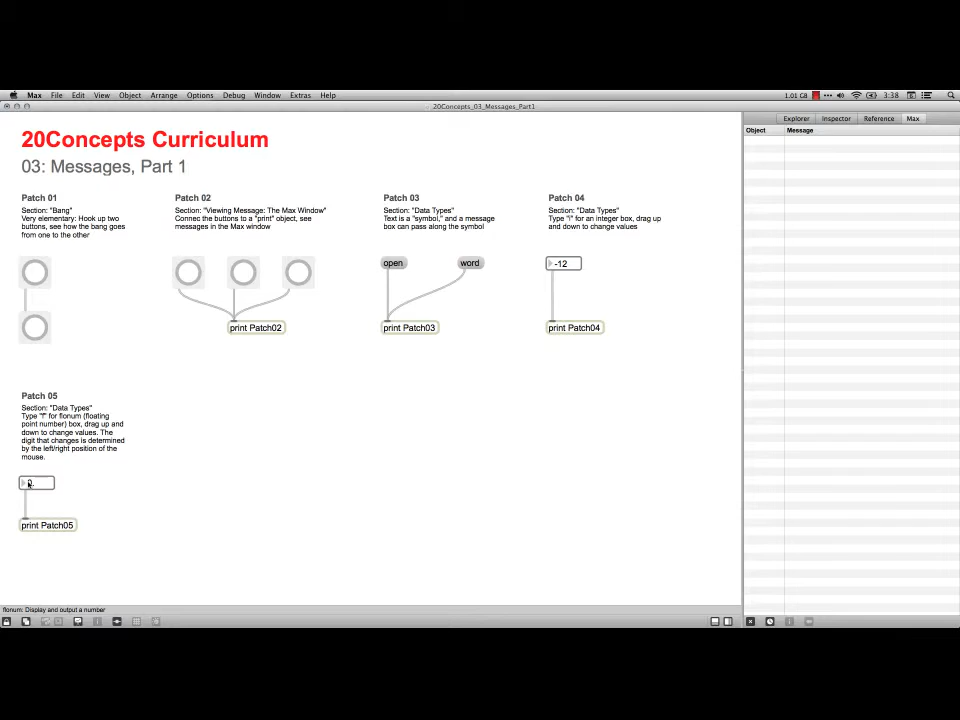 Max File Edit View Object Arrange Options Debug Window Extras Help 1.01 GB 3:38
20Concepts_03_Messages_Part1
Explorer Inspector Reference Max
Object Message
20Concepts Curriculum
03: Messages, Part 1
Patch 01
Section: "Bang"
Very elementary: Hook up two
buttons, see how the bang goes
from one to the other
Patch 02
Section: "Viewing Message: The Max Window"
Connec the buttons to a "print" object, see
messages in the Max window
print Patch02
Patch 03
Section: "Data Types"
Text is a "symbol," and a message
box can pass along the symbol
open word
print Patch03
Patch 04
Section: "Data Types"
Type "i" for an integer box, drag up
and down to change values
-12
print Patch04
Patch 05
Section: "Data Types"
Type "f" for flonum (floating
point number) box, drag up and
down to change values. The
digit that changes is determined
by the left/right position of the
mouse.
print Patch05
flonum: Display and output a number